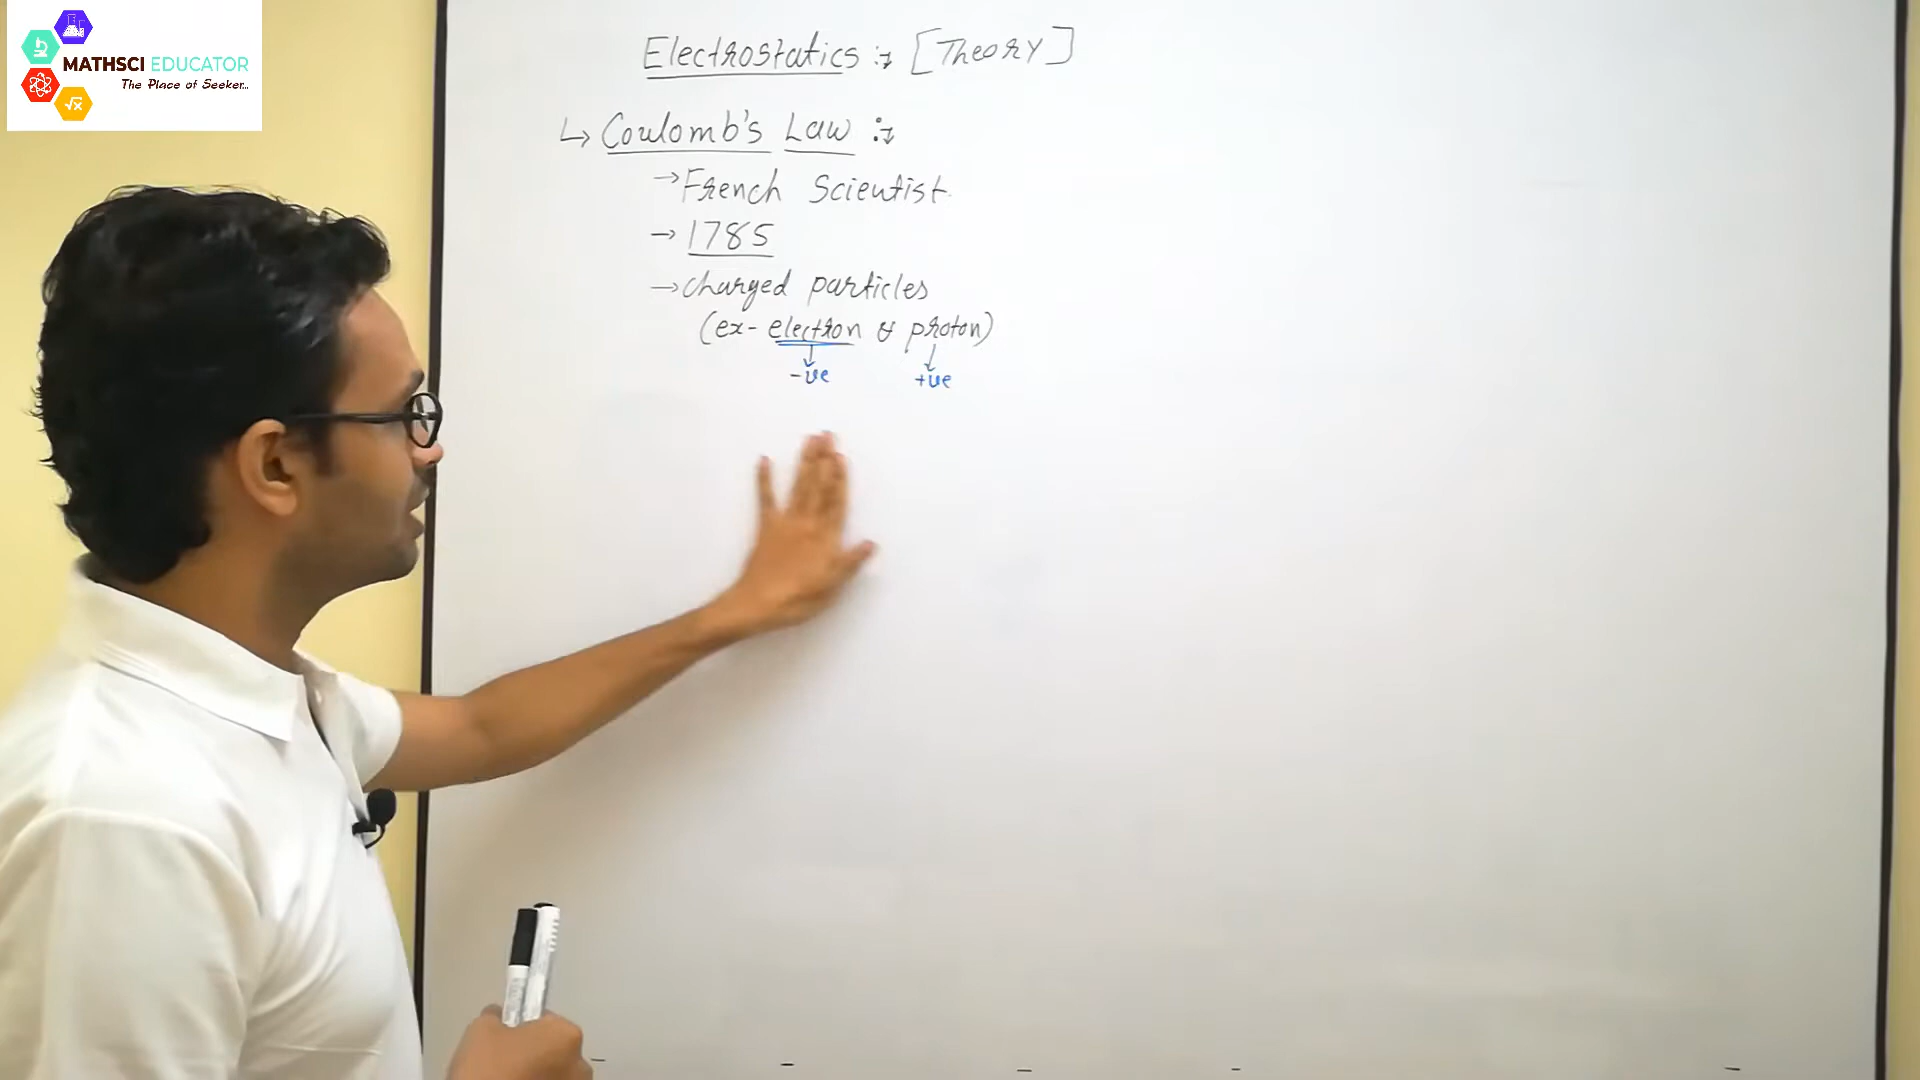 MATHSCI EDUCATOR
The Place of Seeker...
Electrostatics :→ [Theory]
↳ Coulomb's Law :→
→ French Scientist
→ 1785
→ charged particles
(ex- electron & proton)
-ve +ve